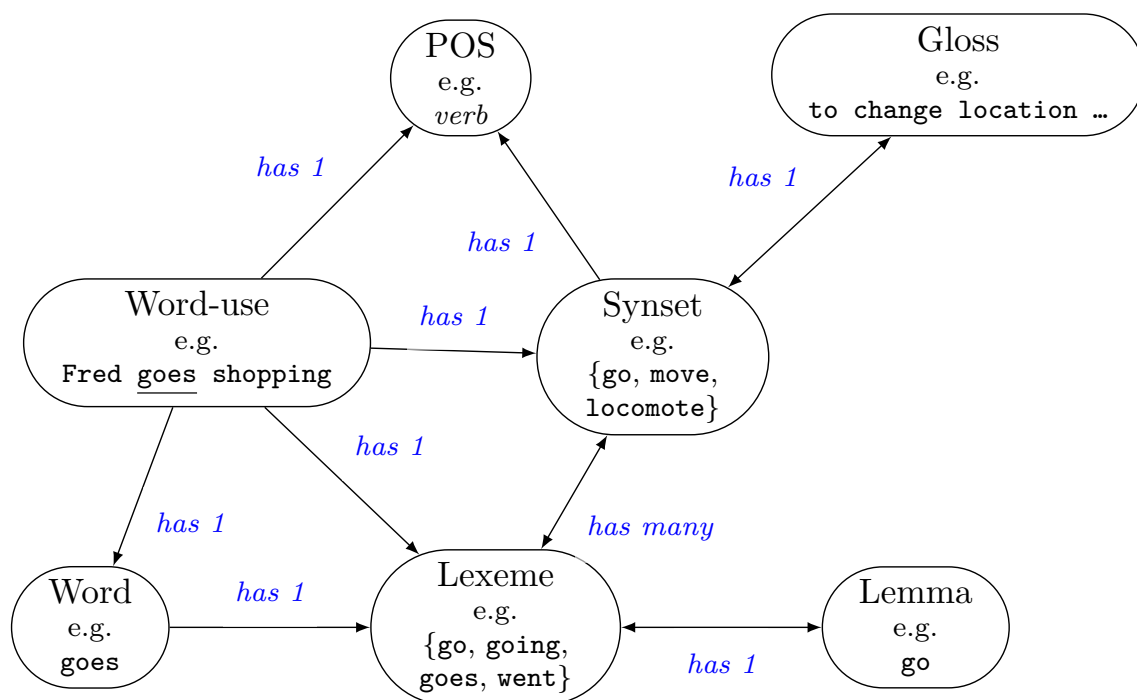 POS
e.g.
verb
Gloss
e.g.
to change location …
has 1
has 1
has 1
Word-use
e.g.
Fred goes shopping
has 1
Synset
e.g.
{go, move,
locomote}
has 1
has 1
has many
Word
e.g.
goes
has 1
Lexeme
e.g.
{go, going,
goes, went}
has 1
Lemma
e.g.
go